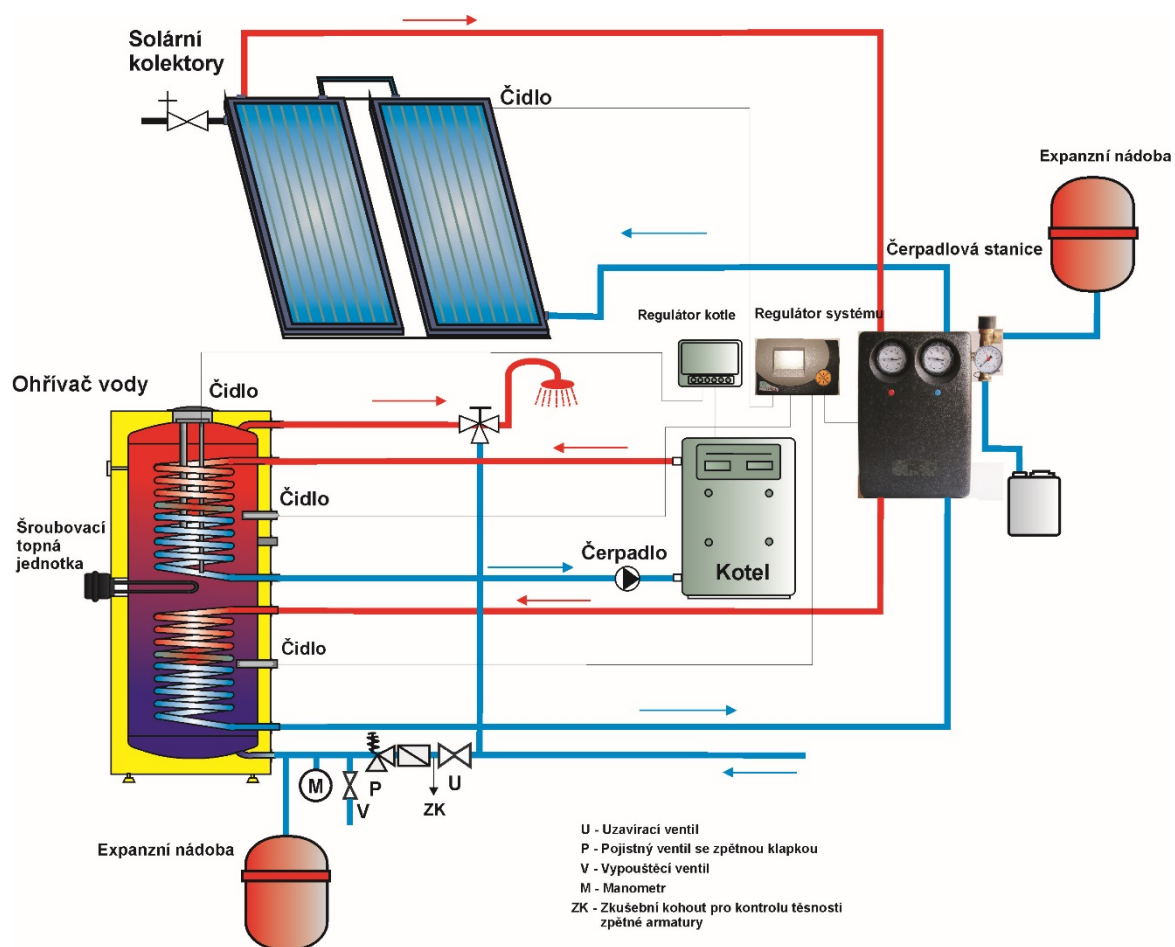 Solární
kolektory
Čidlo
Expanzní nádoba
Čerpadlová stanice
Regulátor kotle
Regulátor systému
Ohřívač vody
Čidlo
Čidlo
Šroubovací
topná
jednotka
Čerpadlo
Kotel
Čidlo
M
V
P
ZK
U
Expanzní nádoba
U - Uzavírací ventil
P - Pojistný ventil se zpětnou klapkou
V - Vypouštěcí ventil
M - Manometr
ZK - Zkušební kohout pro kontrolu těsnosti
zpětné armatury